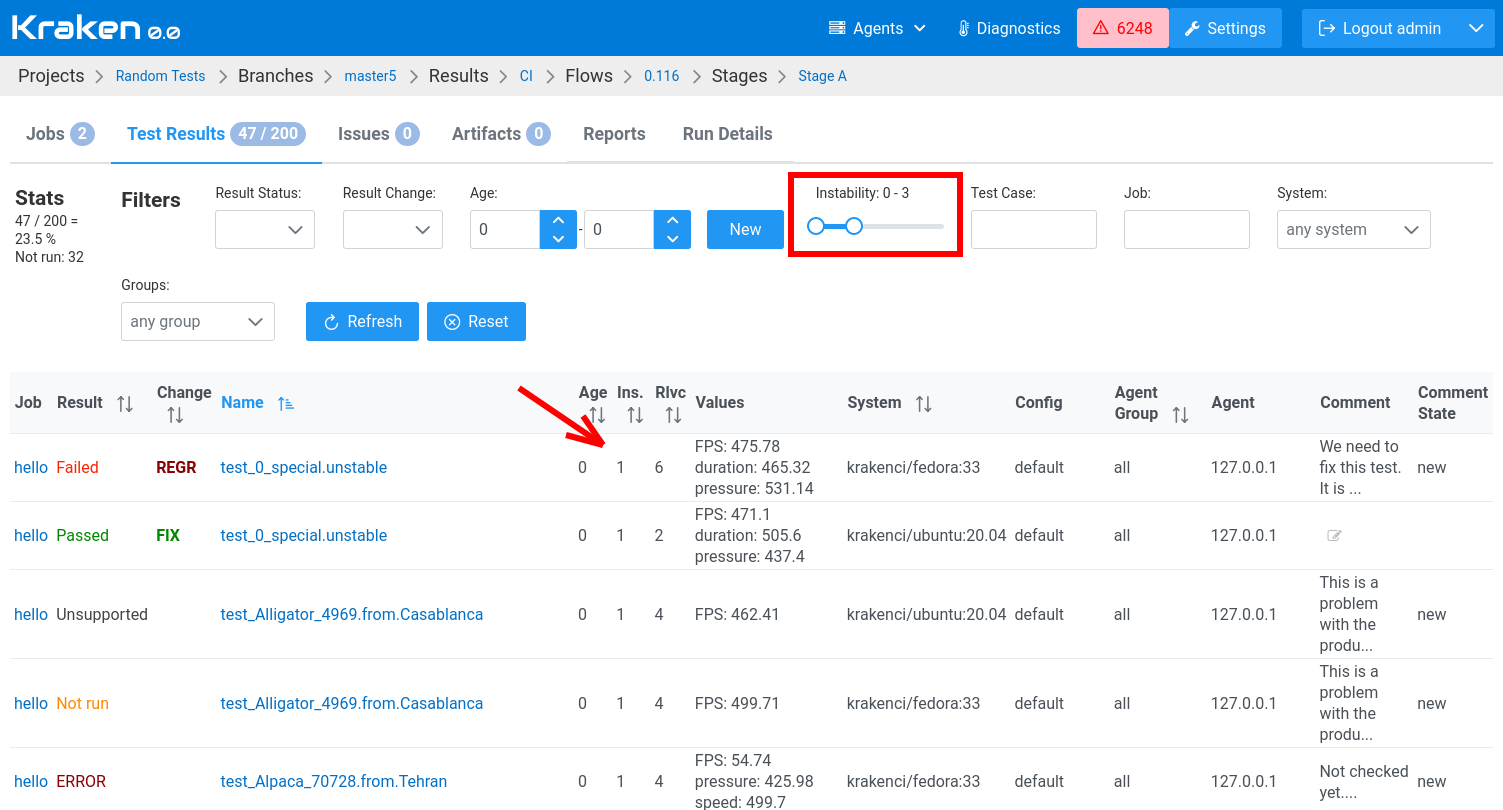 Kraken 0.0
Agents Diagnostics 6248 Settings Logout admin
Projects Random Tests Branches master5 Results CI Flows 0.116 Stages Stage A
Jobs 2 Test Results 47 / 200 Issues 0 Artifacts 0 Reports Run Details
Stats
47 / 200 =
23.5 %
Not run: 32
Filters
Result Status: Result Change: Age: Instability: 0 - 3 Test Case: Job: System:
0 - 0 New any system
Groups:
any group Refresh Reset
Job Result Change Name Age Ins. Rlvc Values System Config Agent Group Agent Comment Comment State
hello Failed REGR test_0_special.unstable 0 1 6 FPS: 475.78 duration: 465.32 pressure: 531.14 krakenci/fedora:33 default all 127.0.0.1 We need to fix this test. It is ... new
hello Passed FIX test_0_special.unstable 0 1 2 FPS: 471.1 duration: 505.6 pressure: 437.4 krakenci/ubuntu:20.04 default all 127.0.0.1
hello Unsupported test_Alligator_4969.from.Casablanca 0 1 4 FPS: 462.41 krakenci/ubuntu:20.04 default all 127.0.0.1 This is a problem with the produ... new
hello Not run test_Alligator_4969.from.Casablanca 0 1 4 FPS: 499.71 krakenci/fedora:33 default all 127.0.0.1 This is a problem with the produ... new
hello ERROR test_Alpaca_70728.from.Tehran 0 1 4 FPS: 54.74 pressure: 425.98 speed: 499.7 krakenci/fedora:33 default all 127.0.0.1 Not checked yet.... new